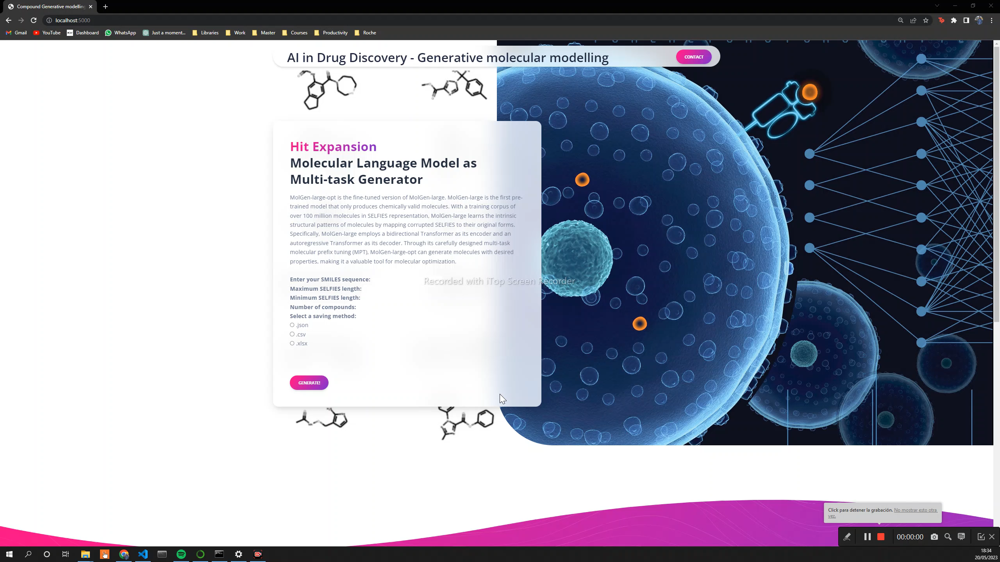 Compound Generative modelling
localhost:5000
Gmail YouTube Dashboard WhatsApp Just a moment... Libraries Work Master Courses Productivity Roche
AI in Drug Discovery - Generative molecular modelling
CONTACT
Hit Expansion
Molecular Language Model as
Multi-task Generator
MolGen-large-opt is the fine-tuned version of MolGen-large. MolGen-large is the first pre-
trained model that only produces chemically valid molecules. With a training corpus of
over 100 million molecules in SELFIES representation, MolGen-large learns the intrinsic
structural patterns of molecules by mapping corrupted SELFIES to their original forms.
Specifically, MolGen-large employs a bidirectional Transformer as its encoder and an
autoregressive Transformer as its decoder. Through its carefully designed multi-task
molecular prefix tuning (MPT), MolGen-large-opt can generate molecules with desired
properties, making it a valuable tool for molecular optimization.
Enter your SMILES sequence:
Recorded with iTop Screen Recorder
Maximum SELFIES length:
Minimum SELFIES length:
Number of compounds:
Select a saving method:
.json
.csv
.xlsx
GENERATE!
Click para detener la grabación. No mostrar esto otra
vez.
00:00:00
18:34
20/05/2023